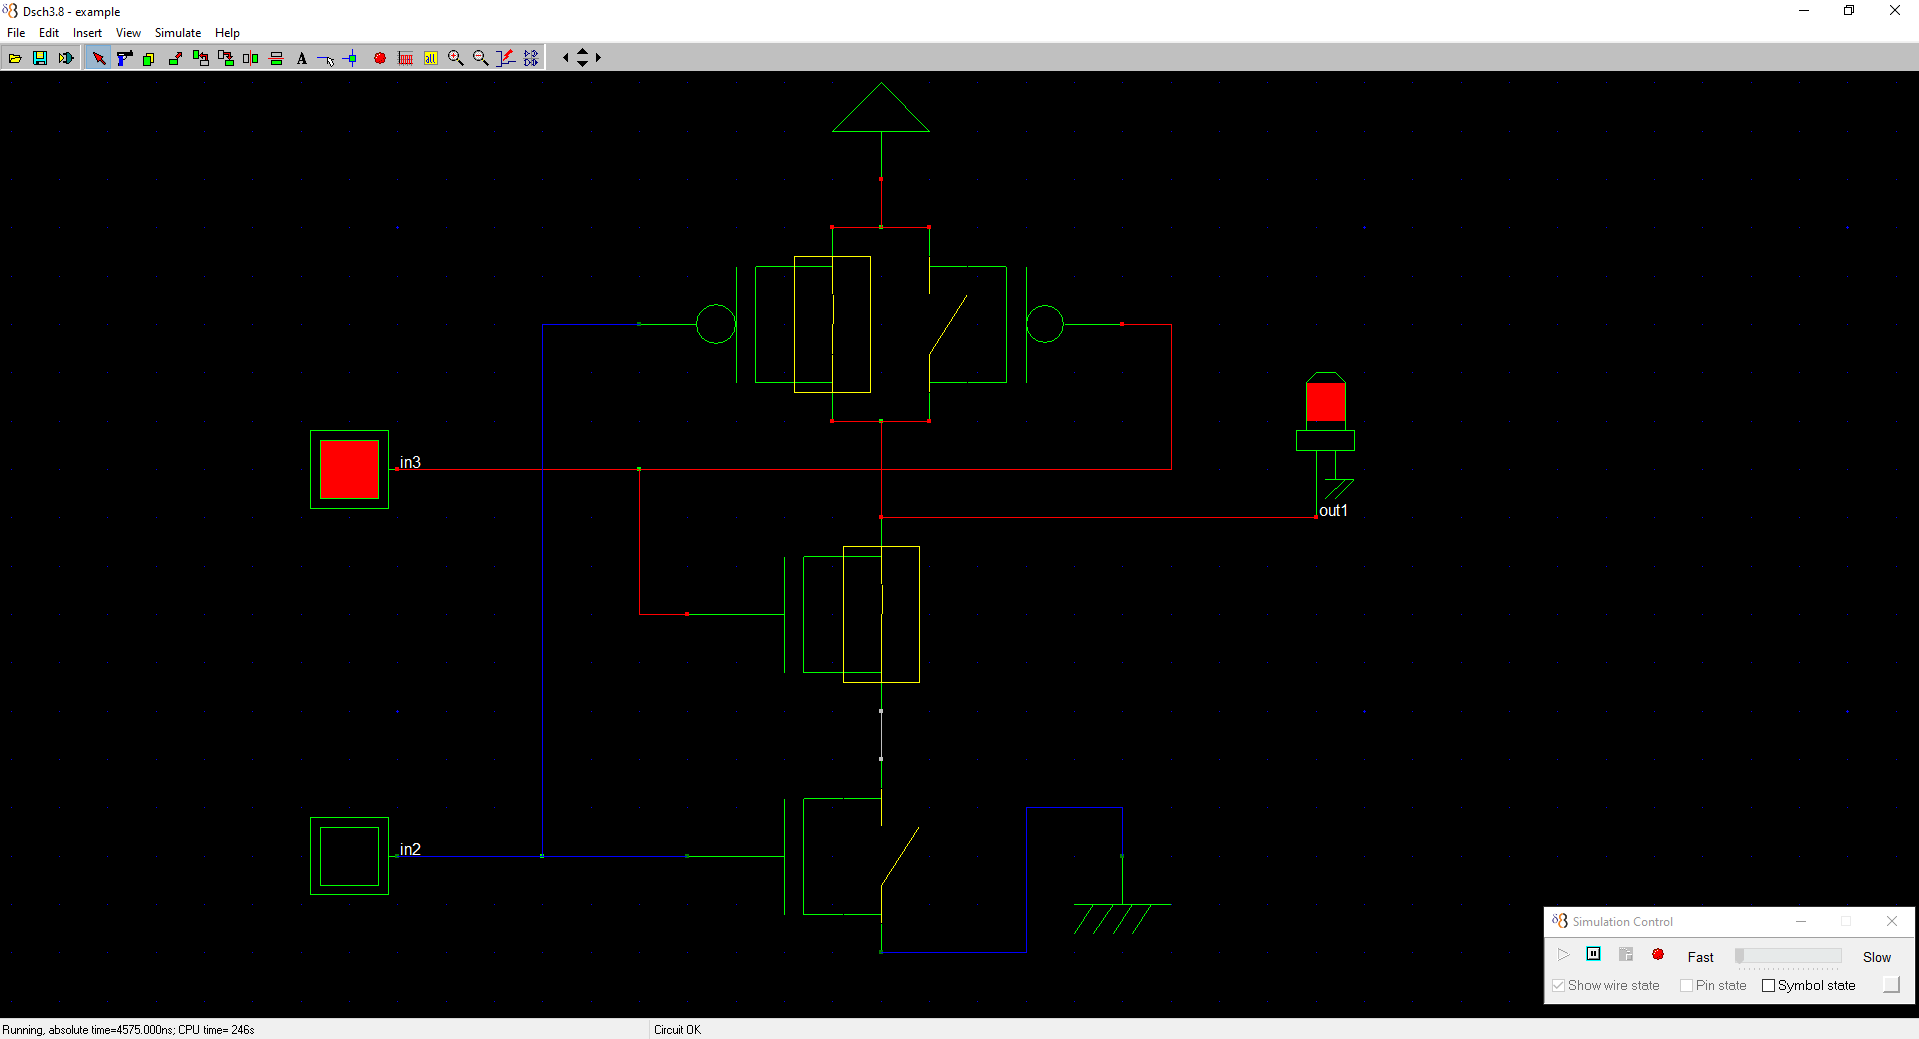 Dsch3.8 - example
File Edit Insert View Simulate Help
A all
in3
out1
in2
Simulation Control
Fast Slow
Show wire state Pin state Symbol state
Running, absolute time=4575.000ns; CPU time= 246s Circuit OK